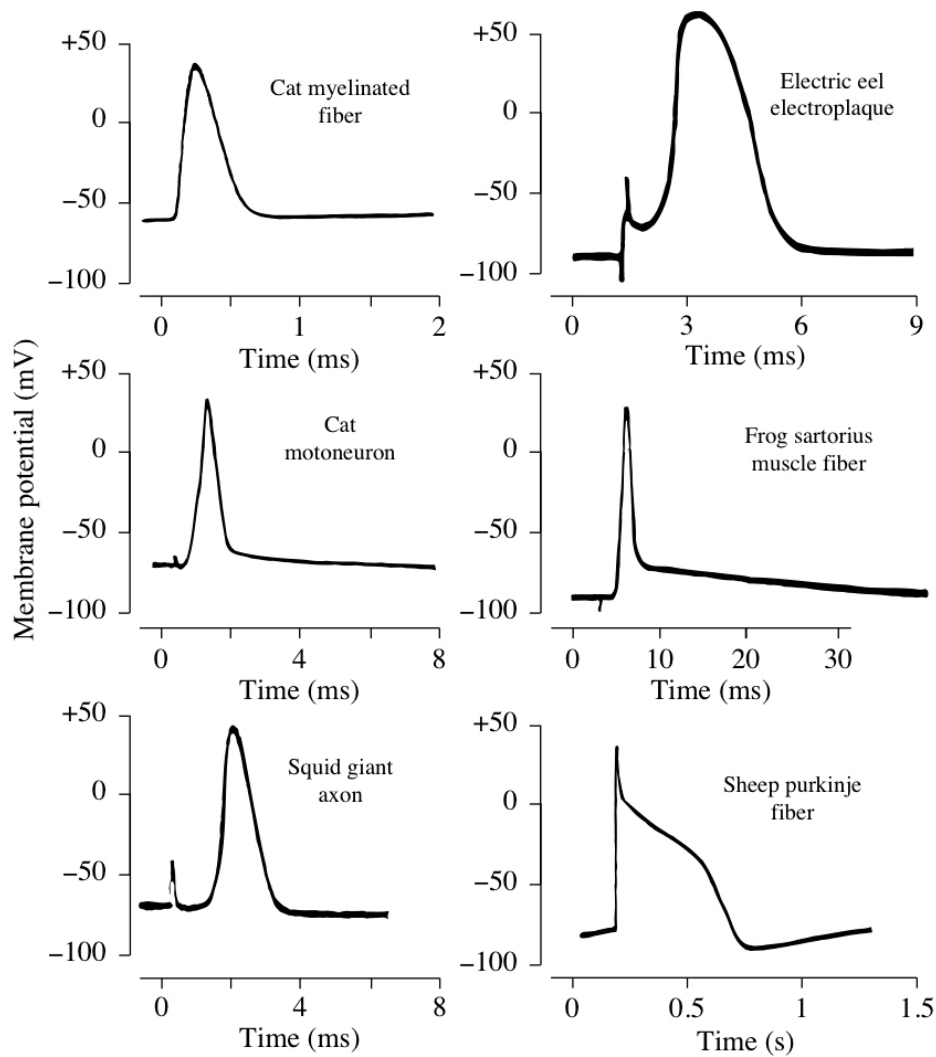 Membrane potential (mV)
+50
0
−50
−100
Cat myelinated
fiber
0
1
2
Time (ms)
+50
0
−50
−100
Electric eel
electroplaque
0
3
6
9
Time (ms)
+50
0
−50
−100
Cat
motoneuron
0
4
8
Time (ms)
+50
0
−50
−100
Frog sartorius
muscle fiber
0
10
20
30
Time (ms)
+50
0
−50
−100
Squid giant
axon
0
4
8
Time (ms)
+50
0
−50
−100
Sheep purkinje
fiber
0
0.5
1
1.5
Time (s)